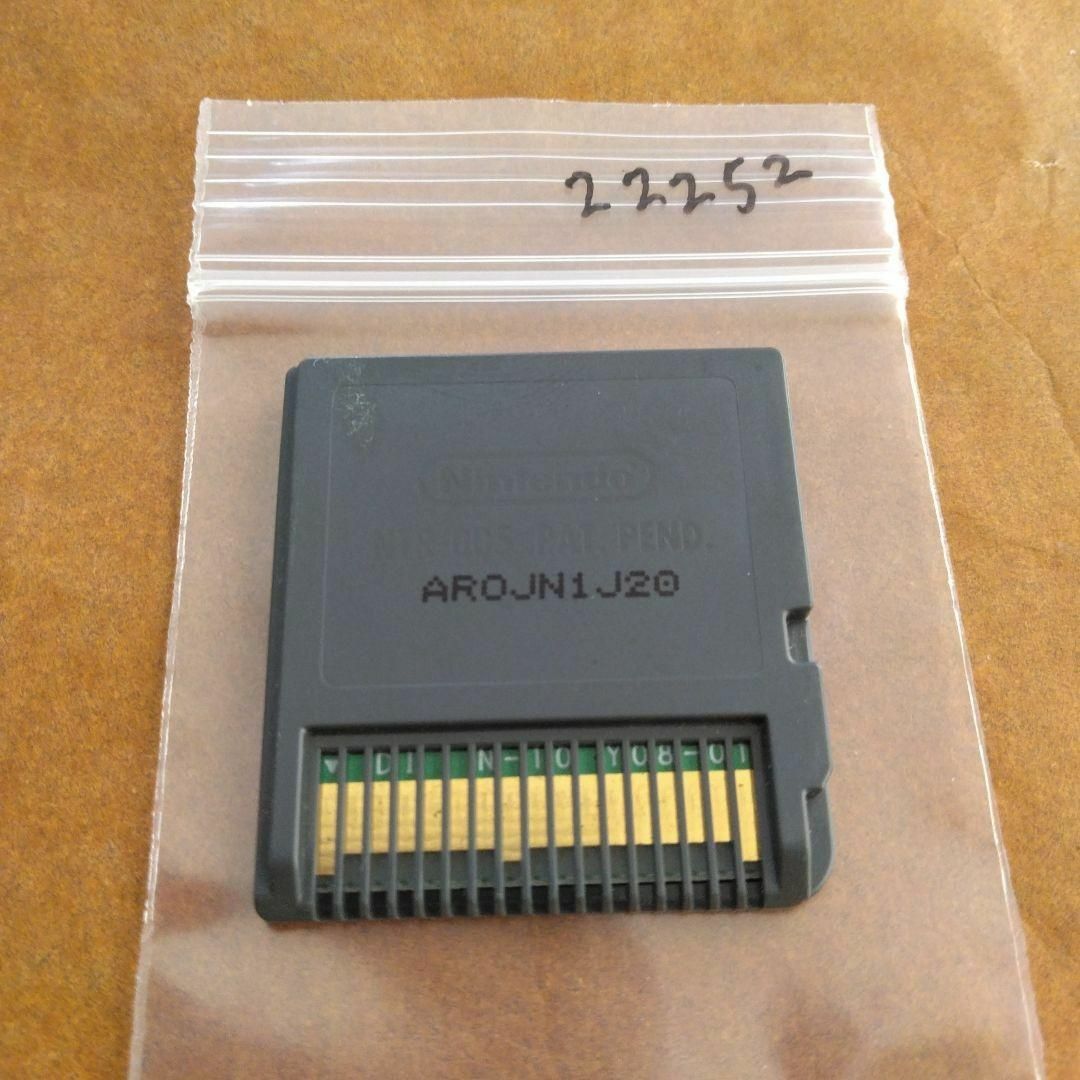 22252
Nintendo
NTR-005 PAT. PEND.
AROJN1J20
▼ DI N-10 Y08-01